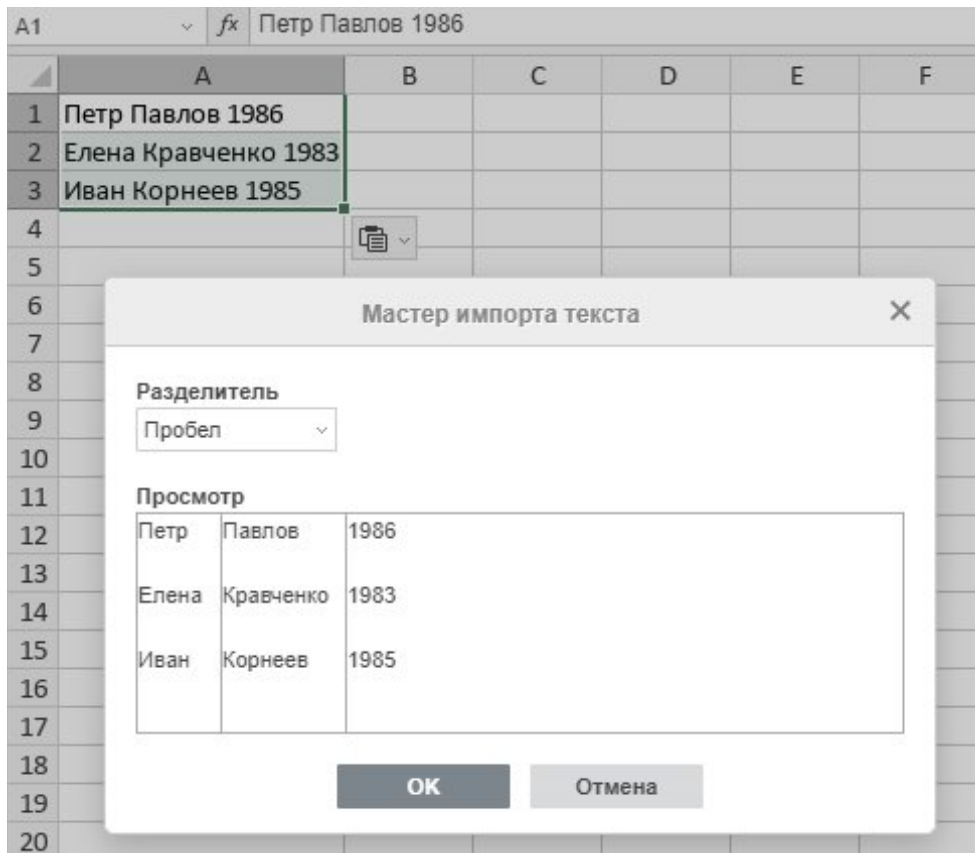 A1 fx Петр Павлов 1986
A B C D E F
1 Петр Павлов 1986
2 Елена Кравченко 1983
3 Иван Корнеев 1985
4
5
6
7
8
9
10
11
12
13
14
15
16
17
18
19
20
Мастер импорта текста
Разделитель
Пробел
Просмотр
Петр Павлов 1986
Елена Кравченко 1983
Иван Корнеев 1985
OK Отмена